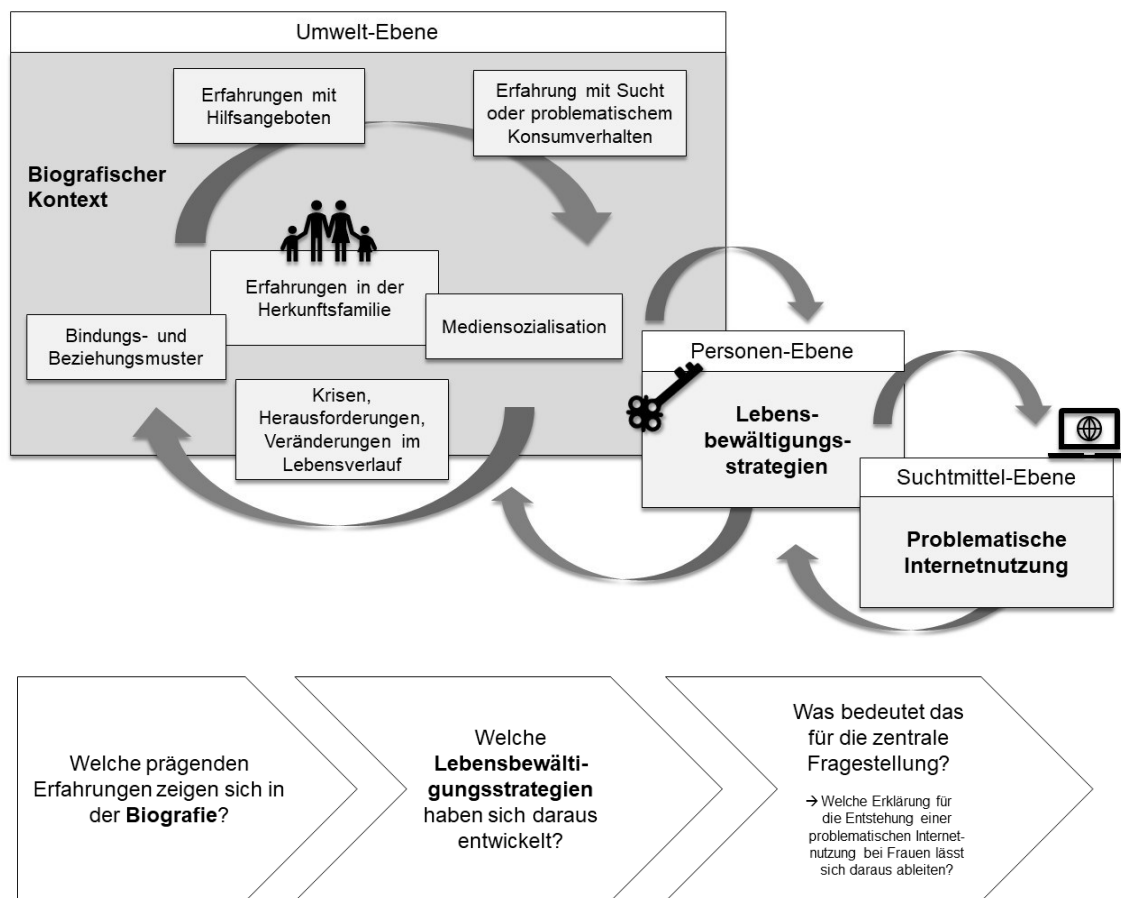 Umwelt-Ebene
Erfahrungen mit
Hilfsangeboten
Erfahrung mit Sucht
oder problematischem
Konsumverhalten
Biografischer
Kontext
Erfahrungen in der
Herkunftsfamilie
Mediensozialisation
Bindungs- und
Beziehungsmuster
Krisen,
Herausforderungen,
Veränderungen im
Lebensverlauf
Personen-Ebene
Lebens-
bewältigungs-
strategien
Suchtmittel-Ebene
Problematische
Internetnutzung
Welche prägenden
Erfahrungen zeigen sich in
der Biografie?
Welche
Lebensbewälti-
gungsstrategien
haben sich daraus
entwickelt?
Was bedeutet das
für die zentrale
Fragestellung?
→ Welche Erklärung für
die Entstehung einer
problematischen Internet-
nutzung bei Frauen lässt
sich daraus ableiten?